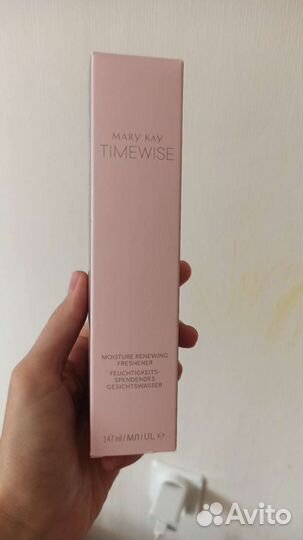 MARY KAY
TIMEWISE
MOISTURE RENEWING
FRESHENER
FEUCHTIGKEITS-
SPENDENDES
GESICHTSWASSER
147 ml / МЛ / UL ℮
Avito